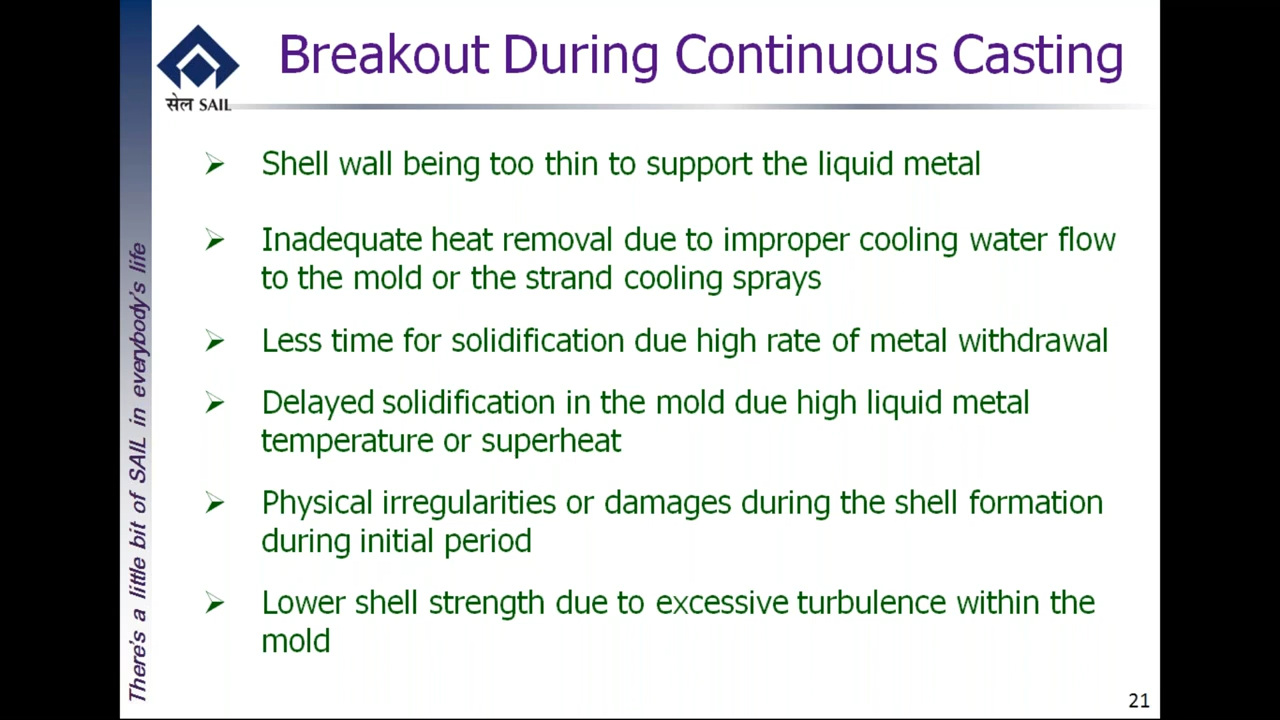 Breakout During Continuous Casting
सेल SAIL
There's a little bit of SAIL in everybody's life
Shell wall being too thin to support the liquid metal
Inadequate heat removal due to improper cooling water flow
to the mold or the strand cooling sprays
Less time for solidification due high rate of metal withdrawal
Delayed solidification in the mold due high liquid metal
temperature or superheat
Physical irregularities or damages during the shell formation
during initial period
Lower shell strength due to excessive turbulence within the
mold
21